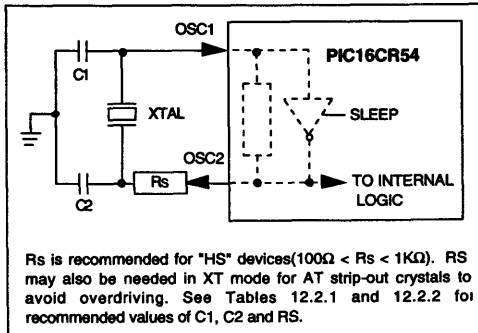 OSC1
PIC16CR54
C1
XTAL
SLEEP
OSC2
Rs
TO INTERNAL
LOGIC
C2
Rs is recommended for "HS" devices(100Ω < Rs < 1KΩ). RS
may also be needed in XT mode for AT strip-out crystals to
avoid overdriving. See Tables 12.2.1 and 12.2.2 for
recommended values of C1, C2 and RS.